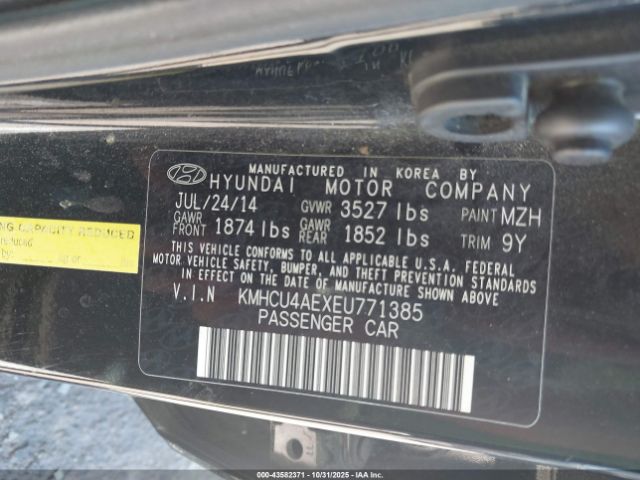 MANUFACTURED IN KOREA BY
HYUNDAI MOTOR COMPANY
JUL/24/14 GVWR 3527 lbs PAINT MZH
GAWR FRONT 1874 lbs GAWR REAR 1852 lbs TRIM 9Y
THIS VEHICLE CONFORMS TO ALL APPLICABLE U.S.A. FEDERAL
MOTOR VEHICLE SAFETY, BUMPER, AND THEFT PREVENTION STANDARDS
IN EFFECT ON THE DATE OF MANUFACTURE SHOWN ABOVE
V.I.N KMHCU4AEXEU771385
PASSENGER CAR
CAPACITY REDUCED
000-43582371 - 10/31/2025 - IAAI.COM